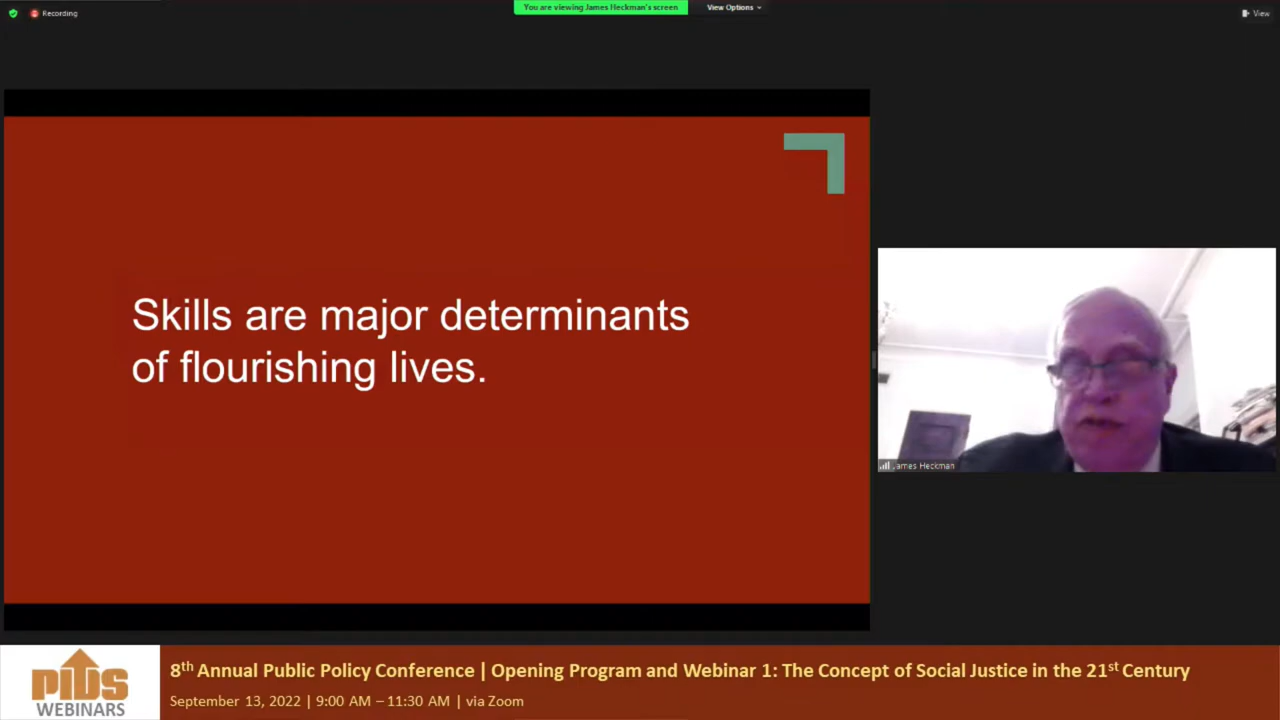 Recording
You are viewing James Heckman's screen
View Options
View
Skills are major determinants
of flourishing lives.
James Heckman
PIDS
WEBINARS
8th Annual Public Policy Conference | Opening Program and Webinar 1: The Concept of Social Justice in the 21st Century
September 13, 2022 | 9:00 AM – 11:30 AM | via Zoom